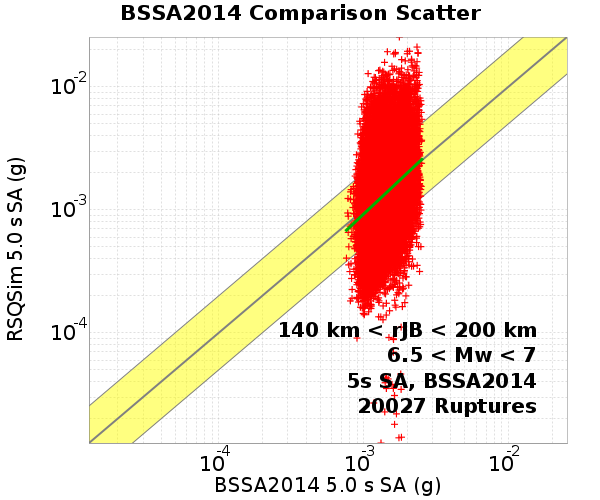 BSSA2014 Comparison Scatter
RSQSim 5.0 s SA (g)
10-2
10-3
10-4
140 km < rJB < 200 km
6.5 < Mw < 7
5s SA, BSSA2014
20027 Ruptures
10-4 10-3 10-2
BSSA2014 5.0 s SA (g)